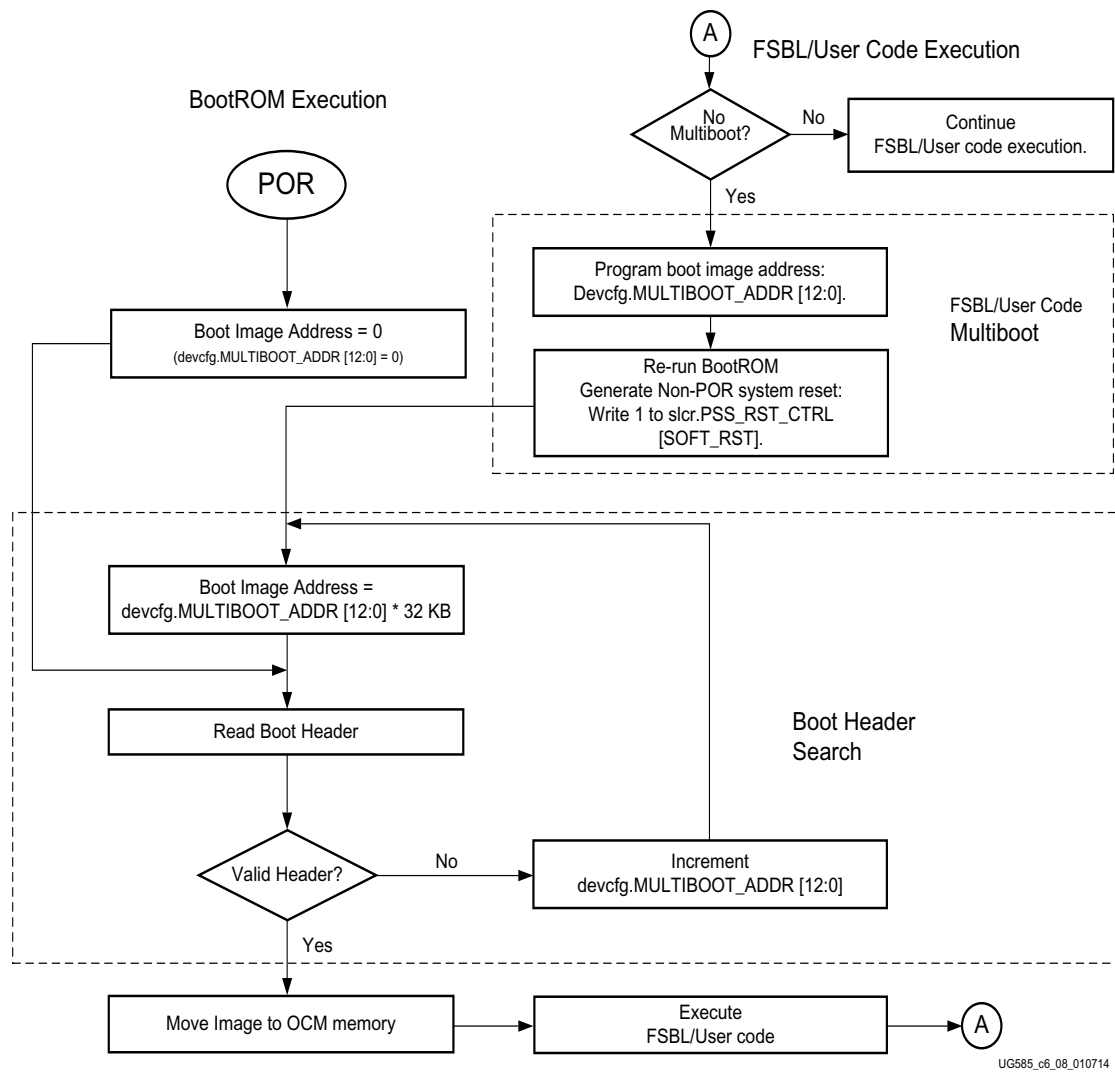 A
FSBL/User Code Execution
BootROM Execution
No
Multiboot?
No
Continue
FSBL/User code execution.
POR
Yes
Program boot image address:
Devcfg.MULTIBOOT_ADDR [12:0].
FSBL/User Code
Multiboot
Boot Image Address = 0
(devcfg.MULTIBOOT_ADDR [12:0] = 0)
Re-run BootROM
Generate Non-POR system reset:
Write 1 to slcr.PSS_RST_CTRL
[SOFT_RST].
Boot Image Address =
devcfg.MULTIBOOT_ADDR [12:0] * 32 KB
Read Boot Header
Boot Header
Search
Valid Header?
No
Increment
devcfg.MULTIBOOT_ADDR [12:0]
Yes
Move Image to OCM memory
Execute
FSBL/User code
A
UG585_c6_08_010714